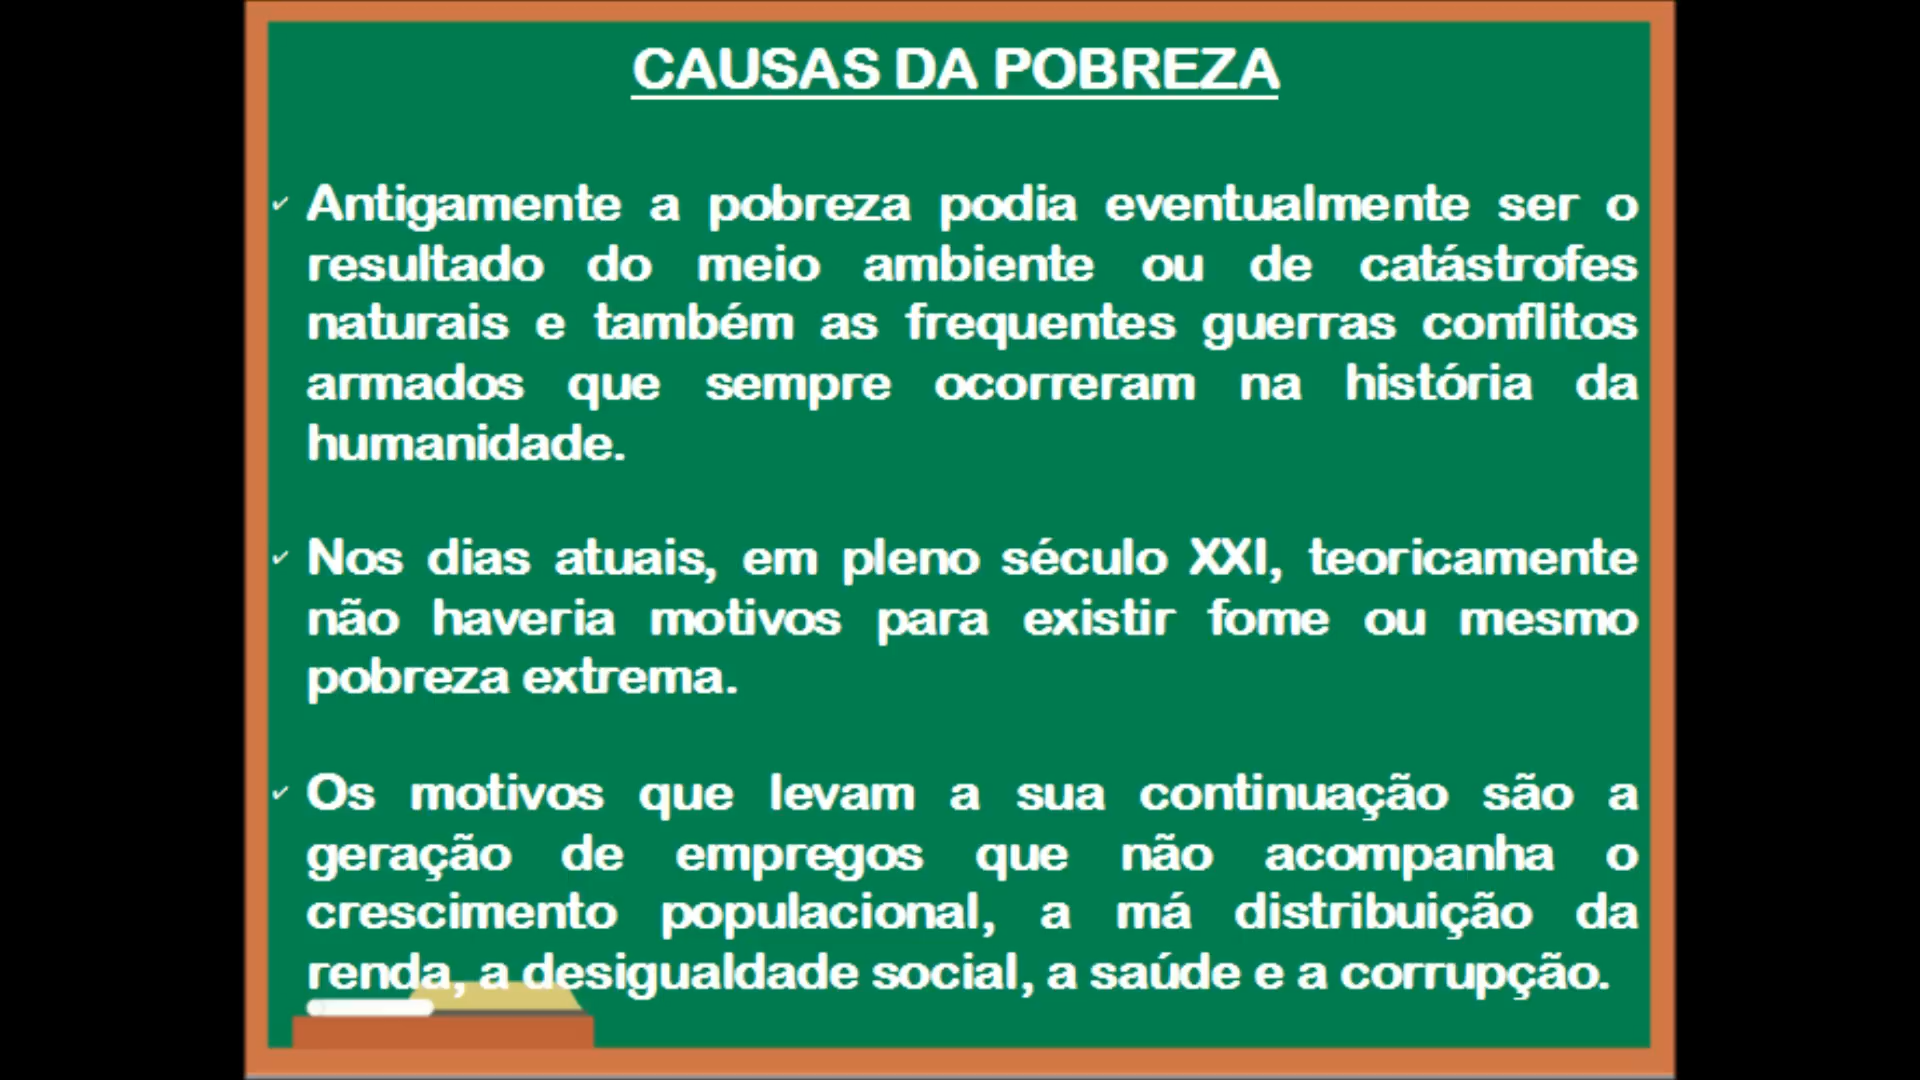 CAUSAS DA POBREZA
✓ Antigamente a pobreza podia eventualmente ser o
resultado do meio ambiente ou de catástrofes
naturais e também as frequentes guerras conflitos
armados que sempre ocorreram na história da
humanidade.
✓ Nos dias atuais, em pleno século XXI, teoricamente
não haveria motivos para existir fome ou mesmo
pobreza extrema.
✓ Os motivos que levam a sua continuação são a
geração de empregos que não acompanha o
crescimento populacional, a má distribuição da
renda, a desigualdade social, a saúde e a corrupção.